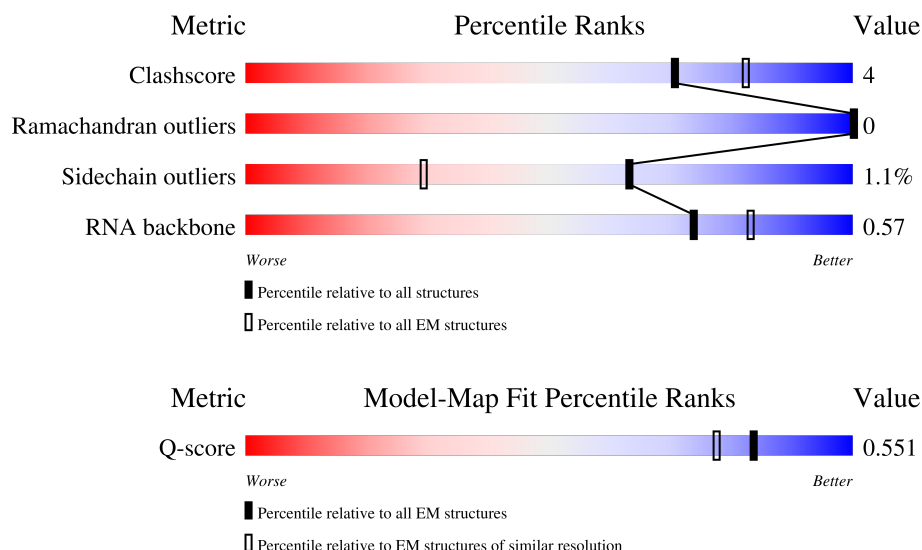 Metric Percentile Ranks Value
Clashscore 4
Ramachandran outliers 0
Sidechain outliers 1.1%
RNA backbone 0.57
Worse Better
Percentile relative to all structures
Percentile relative to all EM structures
Metric Model-Map Fit Percentile Ranks Value
Q-score 0.551
Worse Better
Percentile relative to all EM structures
Percentile relative to EM structures of similar resolution